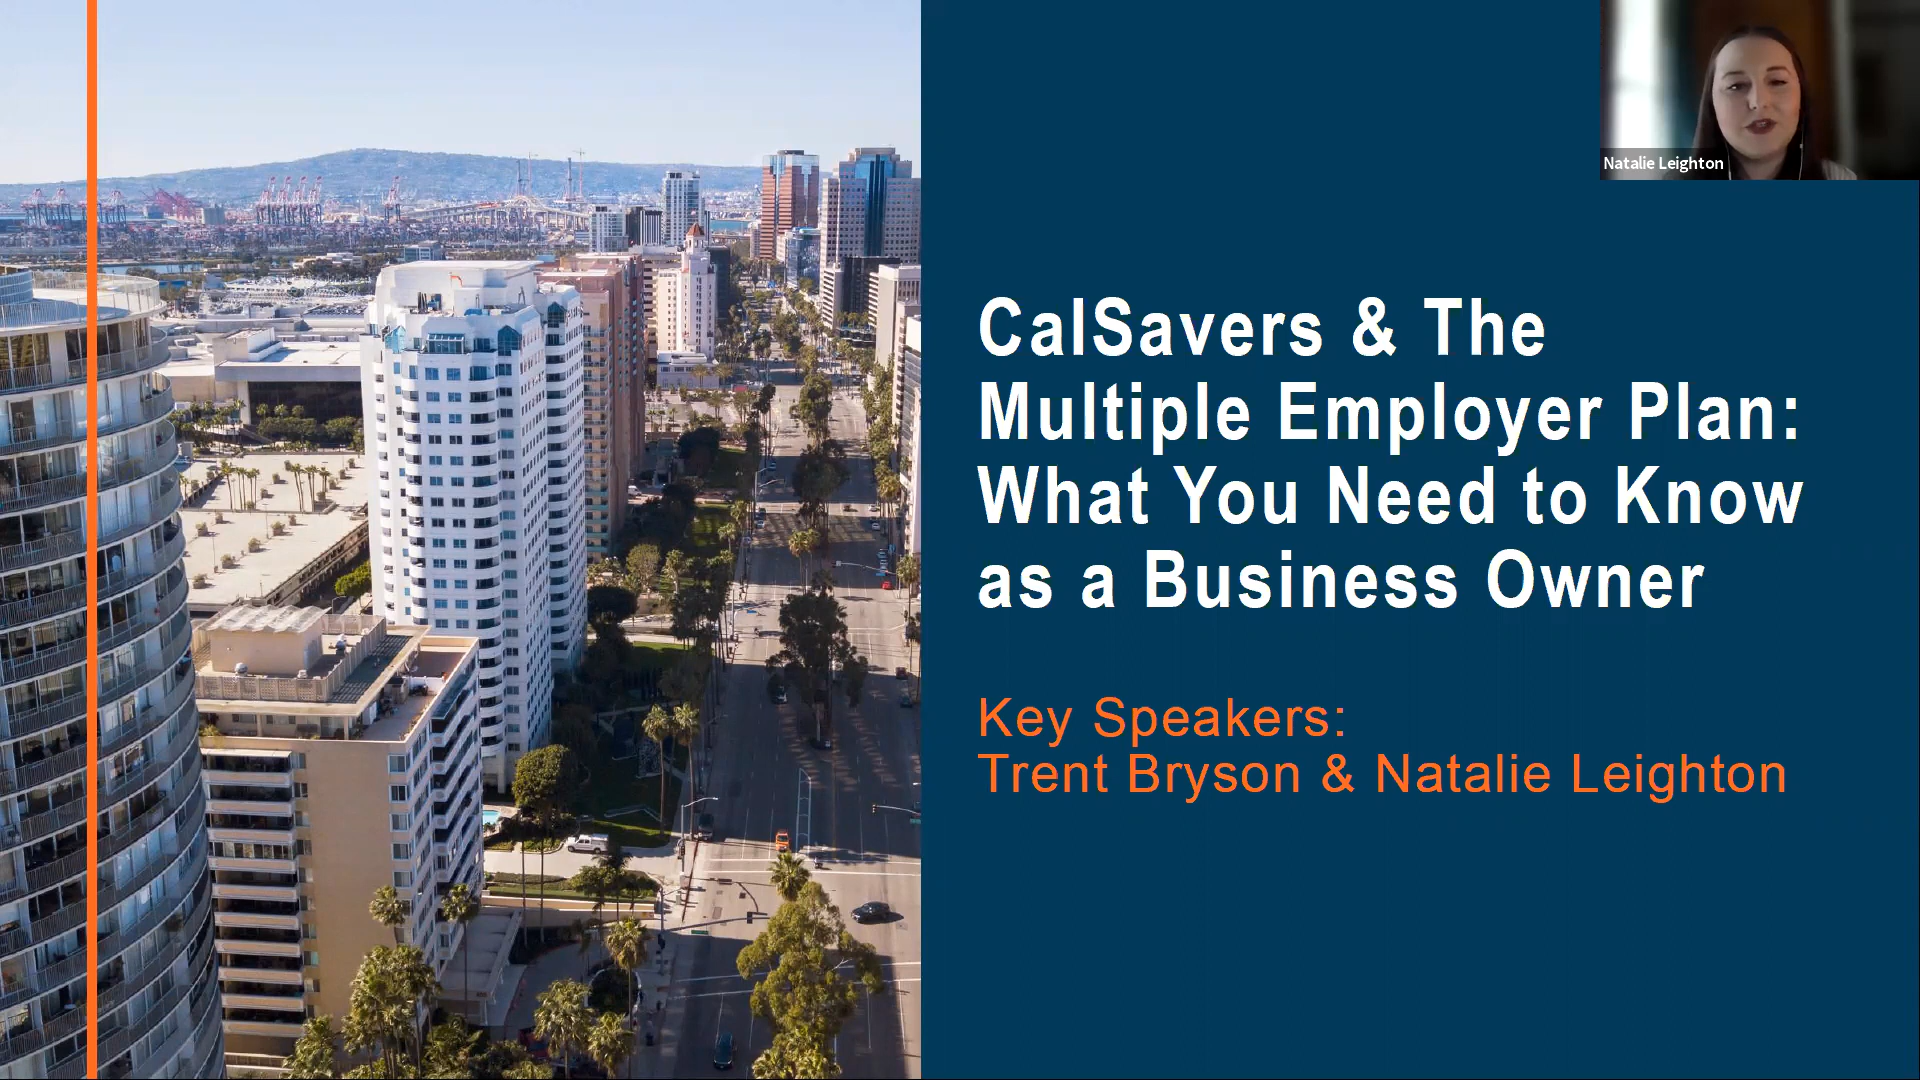 Natalie Leighton
CalSavers & The
Multiple Employer Plan:
What You Need to Know
as a Business Owner
Key Speakers:
Trent Bryson & Natalie Leighton